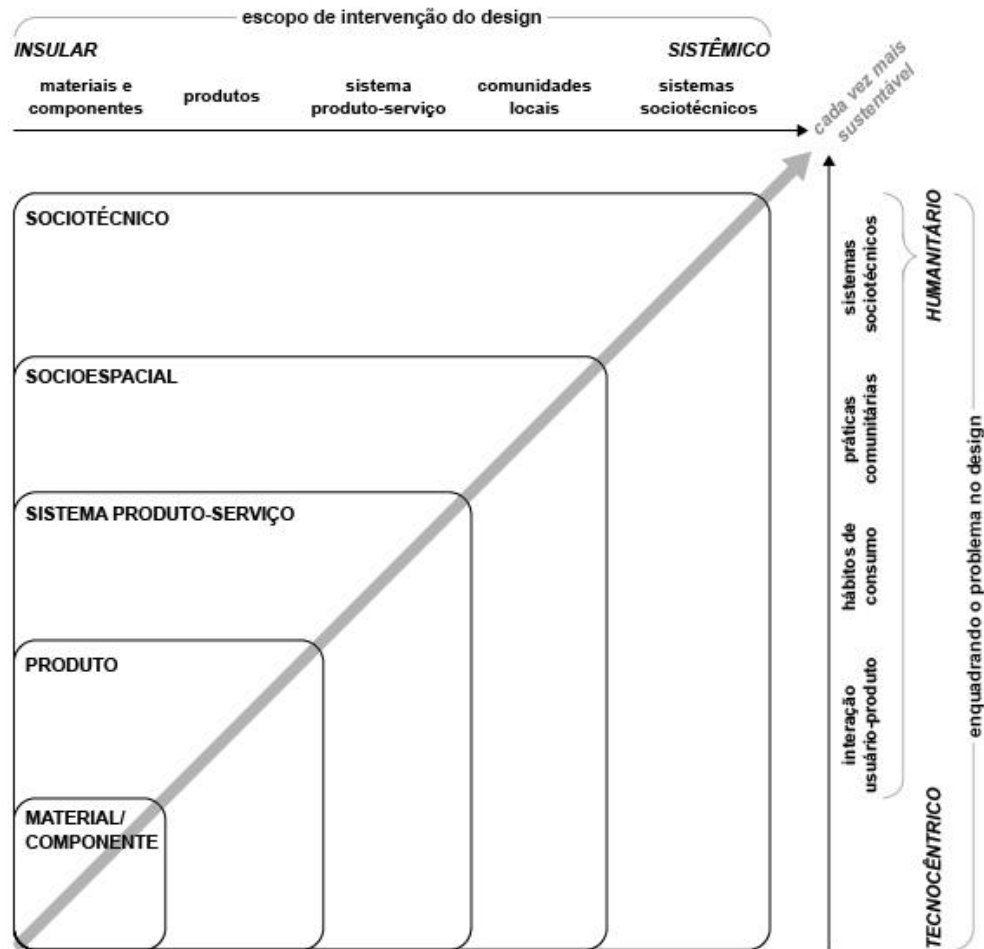 escopo de intervenção do design
INSULAR
SISTÊMICO
materiais e
componentes
produtos
sistema
produto-serviço
comunidades
locais
sistemas
sociotécnicos
cada vez mais
sustentável
SOCIOTÉCNICO
SOCIOESPACIAL
SISTEMA PRODUTO-SERVIÇO
PRODUTO
MATERIAL/
COMPONENTE
sistemas
sociotécnicos
práticas
comunitárias
hábitos de
consumo
interação
usuário-produto
HUMANITÁRIO
TECNOCÊNTRICO
enquadrando o problema no design